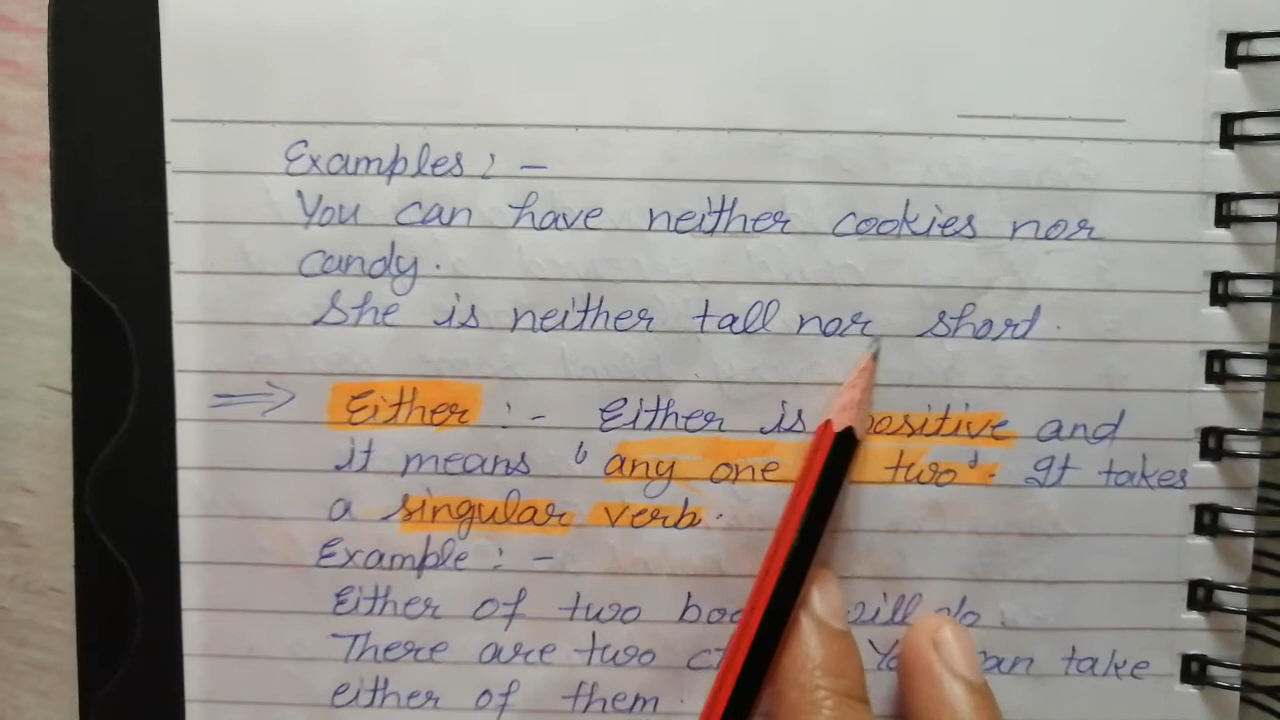 Examples : -
You can have neither cookies nor
candy.
She is neither tall nor short.
⇒ Either : - Either is positive and
it means 'any one two'. It takes
a singular verb.
Example : -
Either of two will do.
There are two You can take
either of them.